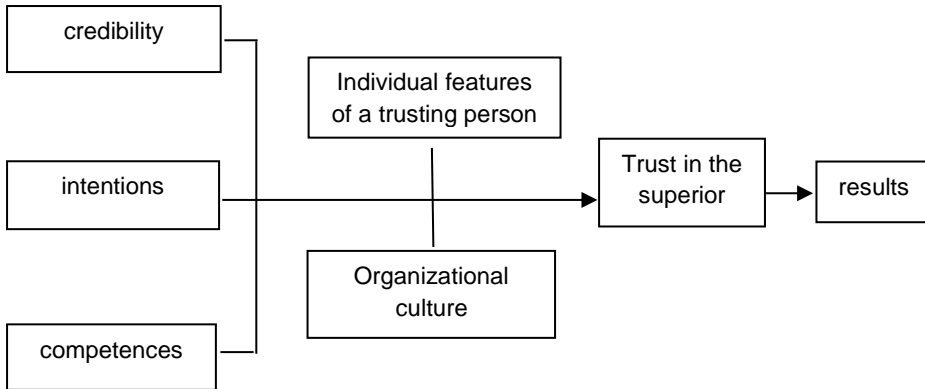 credibility
Individual features
of a trusting person
intentions
Trust in the
superior
results
Organizational
culture
competences